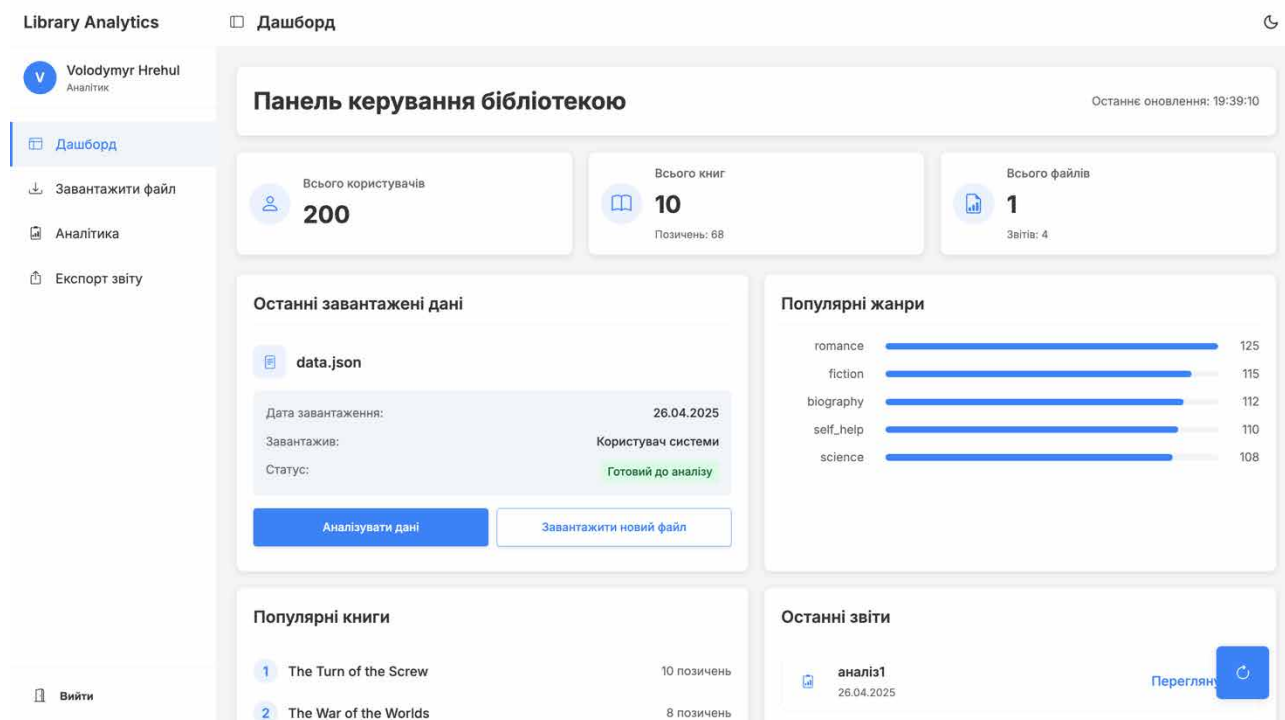 Library Analytics
Дашборд
V
Volodymyr Hrehul
Аналітик
Дашборд
Завантажити файл
Аналітика
Експорт звіту
Вийти
Панель керування бібліотекою
Останнє оновлення: 19:39:10
Всього користувачів
200
Всього книг
10
Позичень: 68
Всього файлів
1
Звітів: 4
Останні завантажені дані
data.json
Дата завантаження: 26.04.2025
Завантажив: Користувач системи
Статус: Готовий до аналізу
Аналізувати дані
Завантажити новий файл
Популярні жанри
romance 125
fiction 115
biography 112
self_help 110
science 108
Популярні книги
1 The Turn of the Screw 10 позичень
2 The War of the Worlds 8 позичень
Останні звіти
аналіз1
26.04.2025